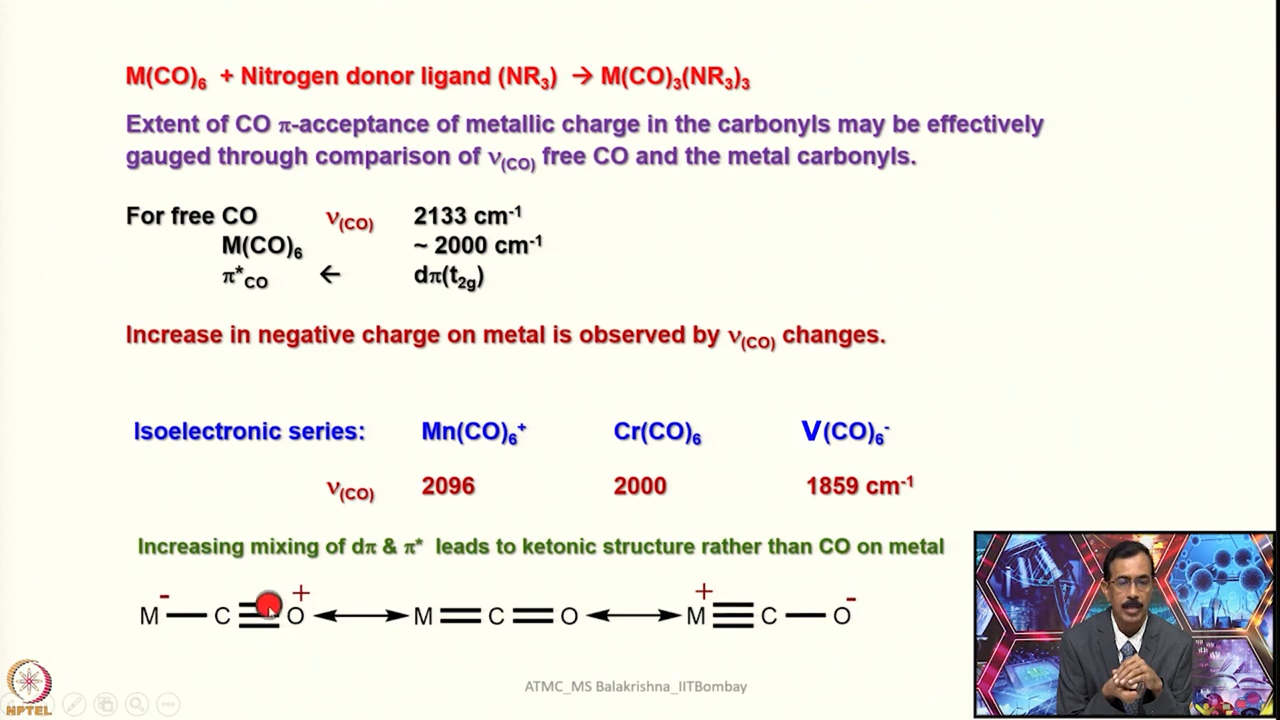 M(CO)₆ + Nitrogen donor ligand (NR₃) → M(CO)₃(NR₃)₃
Extent of CO π-acceptance of metallic charge in the carbonyls may be effectively
gauged through comparison of ν(CO) free CO and the metal carbonyls.
For free CO ν(CO) 2133 cm⁻¹
M(CO)₆ ~ 2000 cm⁻¹
π*CO ← dπ(t₂g)
Increase in negative charge on metal is observed by ν(CO) changes.
Isoelectronic series: Mn(CO)₆⁺ Cr(CO)₆ V(CO)₆⁻
ν(CO) 2096 2000 1859 cm⁻¹
Increasing mixing of dπ & π* leads to ketonic structure rather than CO on metal
M⁻—C≡O⁺ ↔ M=C=O ↔ M⁺≡C—O⁻
ATMC_MS Balakrishna_IITBombay
NPTEL